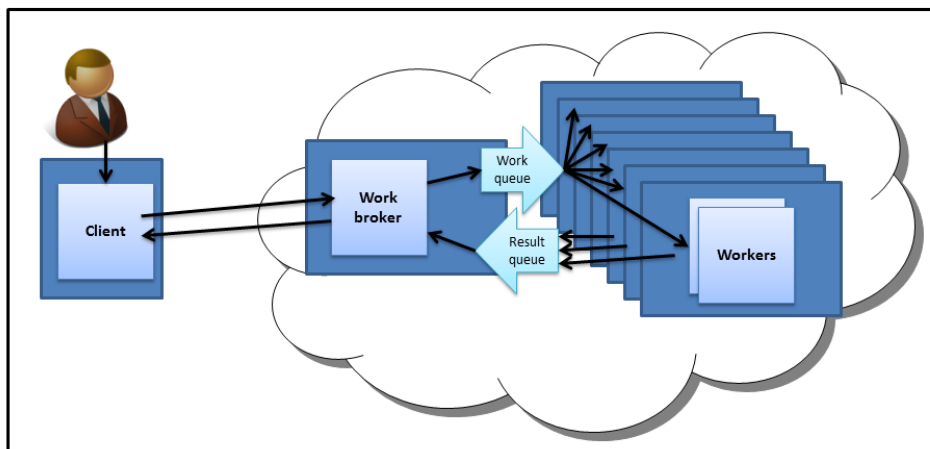 Client
Work
broker
Work
queue
Result
queue
Workers